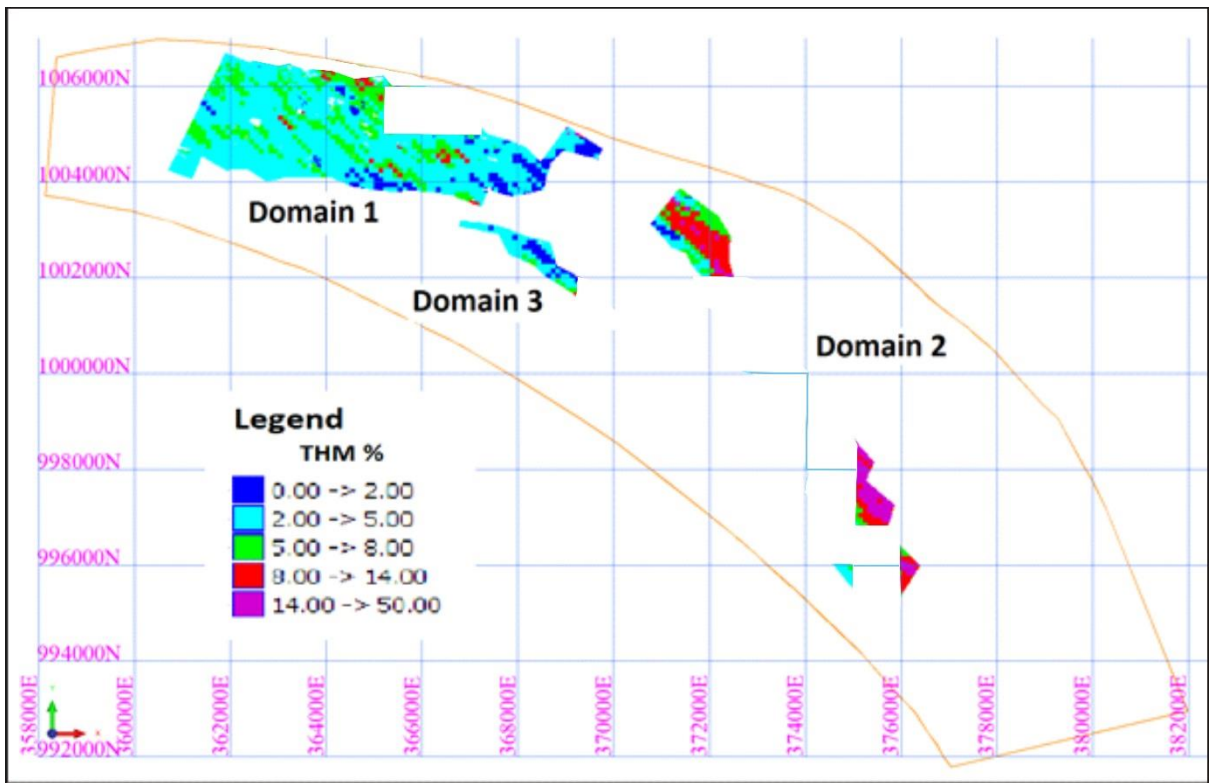 1006000N
1004000N
Domain 1
1002000N
Domain 3
Domain 2
1000000N
Legend
THM %
998000N
0.00 -> 2.00
2.00 -> 5.00
5.00 -> 8.00
8.00 -> 14.00
14.00 -> 50.00
996000N
994000N
992000N
358000E
360000E
362000E
364000E
366000E
368000E
370000E
372000E
374000E
376000E
378000E
380000E
382000E